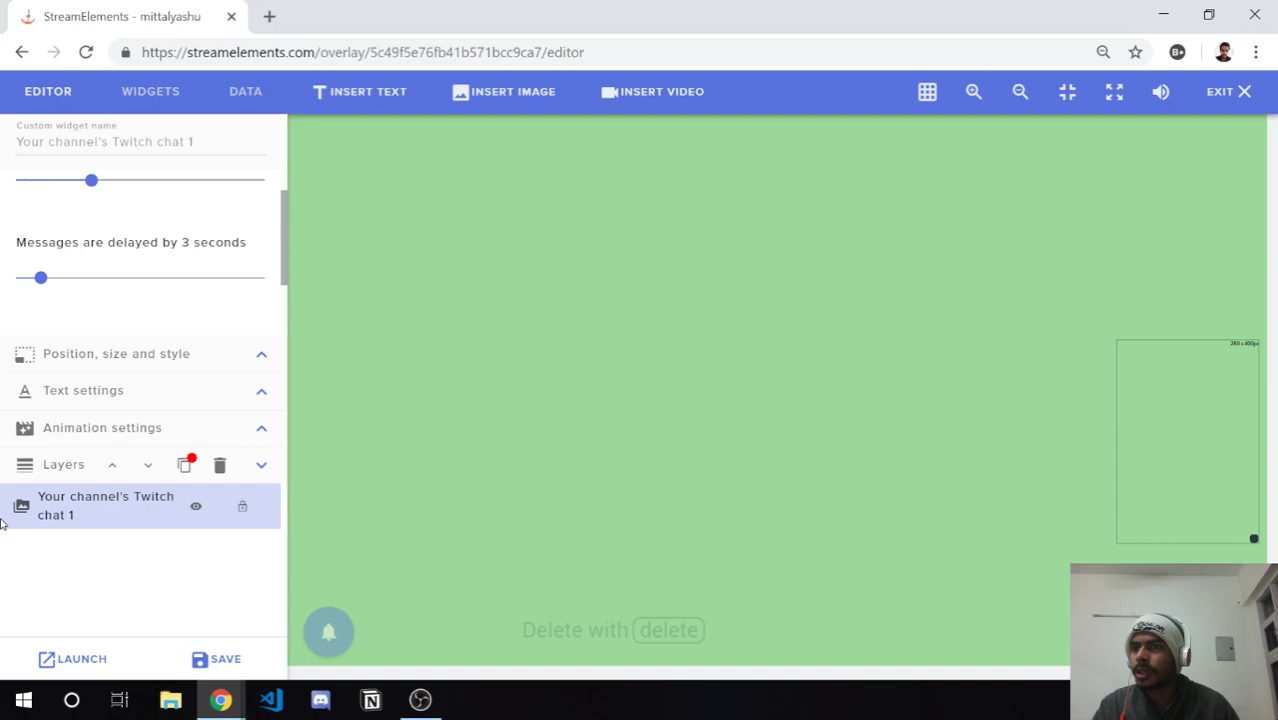 StreamElements - mittalyashu
https://streamelements.com/overlay/5c49f5e76fb41b571bcc9ca7/editor
B+
EDITOR WIDGETS DATA INSERT TEXT INSERT IMAGE INSERT VIDEO EXIT
Custom widget name
Your channel's Twitch chat 1
Messages are delayed by 3 seconds
Position, size and style
280 x 400px
Text settings
Animation settings
Layers
Your channel's Twitch
chat 1
Delete with delete
LAUNCH SAVE